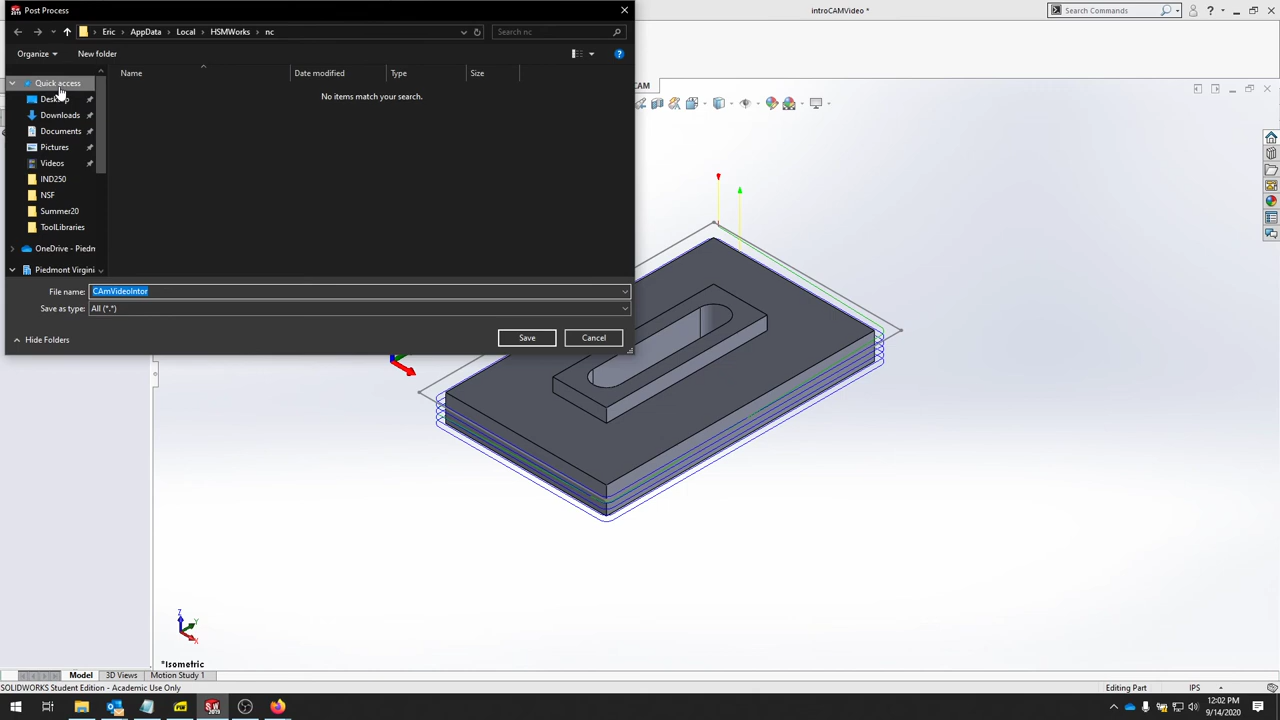 Post Process
introCAMVideo *
Search Commands
Eric > AppData > Local > HSMWorks > nc
Search nc
Organize
New folder
Name
Date modified
Type
Size
No items match your search.
Quick access
Desktop
Downloads
Documents
Pictures
Videos
IND250
NSF
Summer20
ToolLibraries
OneDrive - Piedn
Piedmont Virgini
CAM
File name: CAmVideoIntor
Save as type: All (*.*)
Hide Folders
Save
Cancel
Z
Y
X
*Isometric
Model
3D Views
Motion Study 1
SOLIDWORKS Student Edition - Academic Use Only
Editing Part
IPS
12:02 PM
9/14/2020